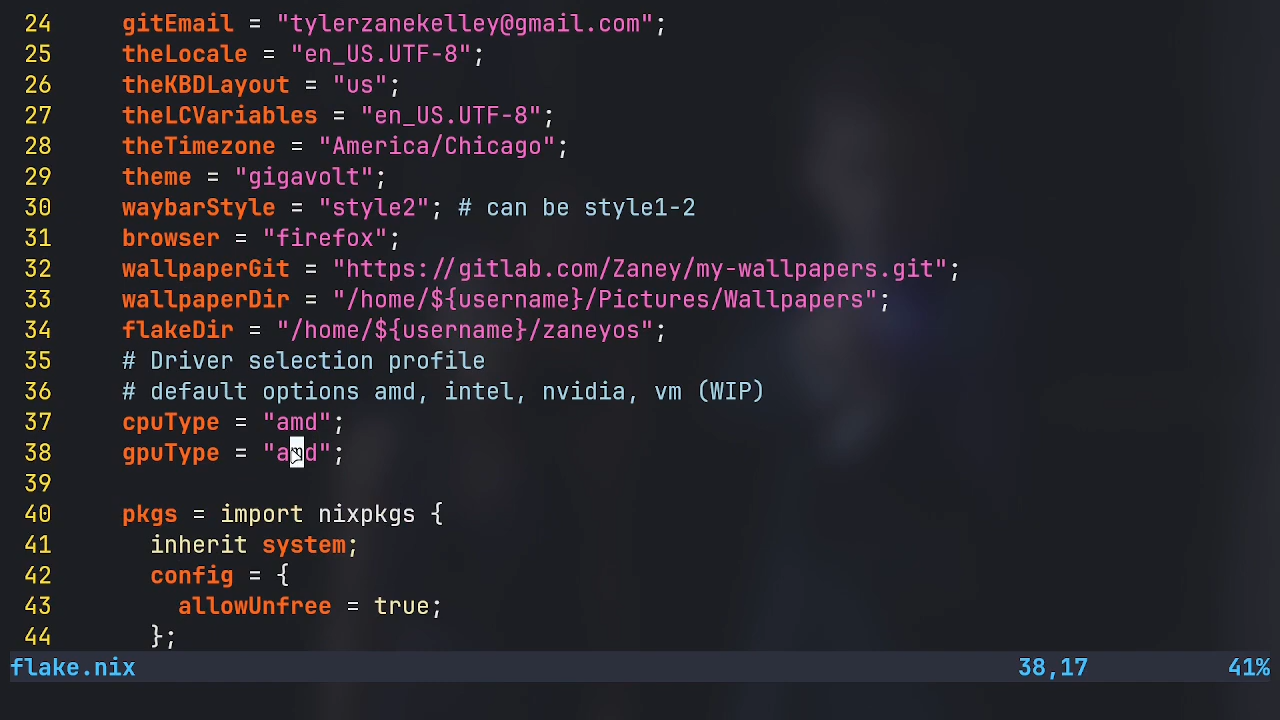 24 gitEmail = "tylerzanekelley@gmail.com";
25 theLocale = "en_US.UTF-8";
26 theKBDLayout = "us";
27 theLCVariables = "en_US.UTF-8";
28 theTimezone = "America/Chicago";
29 theme = "gigavolt";
30 waybarStyle = "style2"; # can be style1-2
31 browser = "firefox";
32 wallpaperGit = "https://gitlab.com/Zaney/my-wallpapers.git";
33 wallpaperDir = "/home/${username}/Pictures/Wallpapers";
34 flakeDir = "/home/${username}/zaneyos";
35 # Driver selection profile
36 # default options amd, intel, nvidia, vm (WIP)
37 cpuType = "amd";
38 gpuType = "amd";
39
40 pkgs = import nixpkgs {
41 inherit system;
42 config = {
43 allowUnfree = true;
44 };
flake.nix 38,17 41%